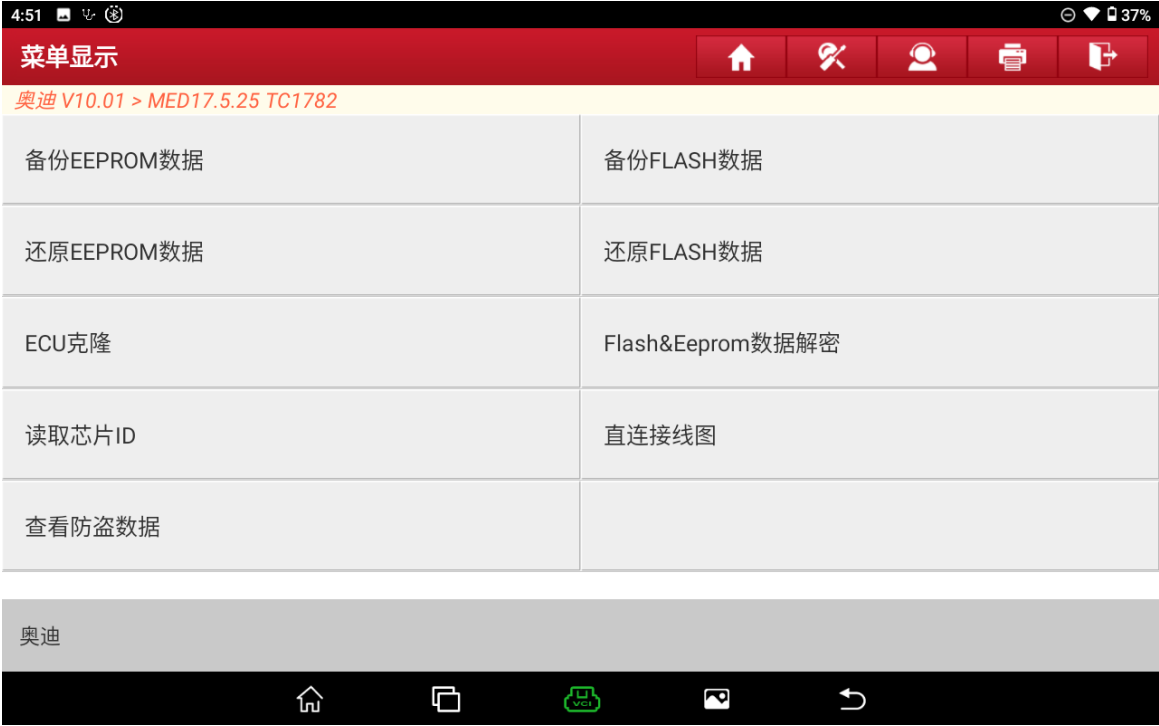 4:51 37%
菜单显示
奥迪 V10.01 > MED17.5.25 TC1782
备份EEPROM数据 备份FLASH数据
还原EEPROM数据 还原FLASH数据
ECU克隆 Flash&Eeprom数据解密
读取芯片ID 直连接线图
查看防盗数据
奥迪
VCI